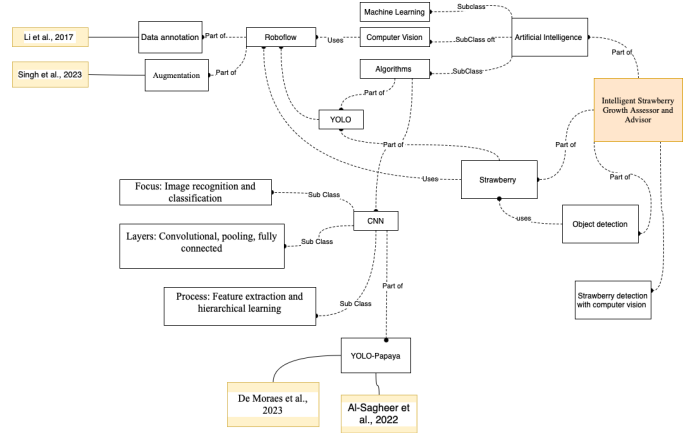 Machine Learning
Subclass
Li et al., 2017
Data annotation
Part of
Roboflow
Uses
Computer Vision
SubClass oft
Artificial Intelligence
Part of
Singh et al., 2023
Augmentation
Part of
Algorithms
SubClass
Part of
Intelligent Strawberry
Growth Assessor and
Advisor
YOLO
Part of
Part of
Uses
Strawberry
Part of
Focus: Image recognition and
classification
Sub Class
CNN
uses
Object detection
Layers: Convolutional, pooling, fully
connected
Sub Class
Part of
Process: Feature extraction and
hierarchical learning
Sub Class
Strawberry detection
with computer vision
YOLO-Papaya
De Moraes et al.,
2023
Al-Sagheer et
al., 2022